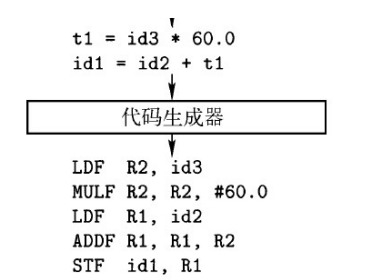 t1 = id3 * 60.0
id1 = id2 + t1
代码生成器
LDF R2, id3
MULF R2, R2, #60.0
LDF R1, id2
ADDF R1, R1, R2
STF id1, R1